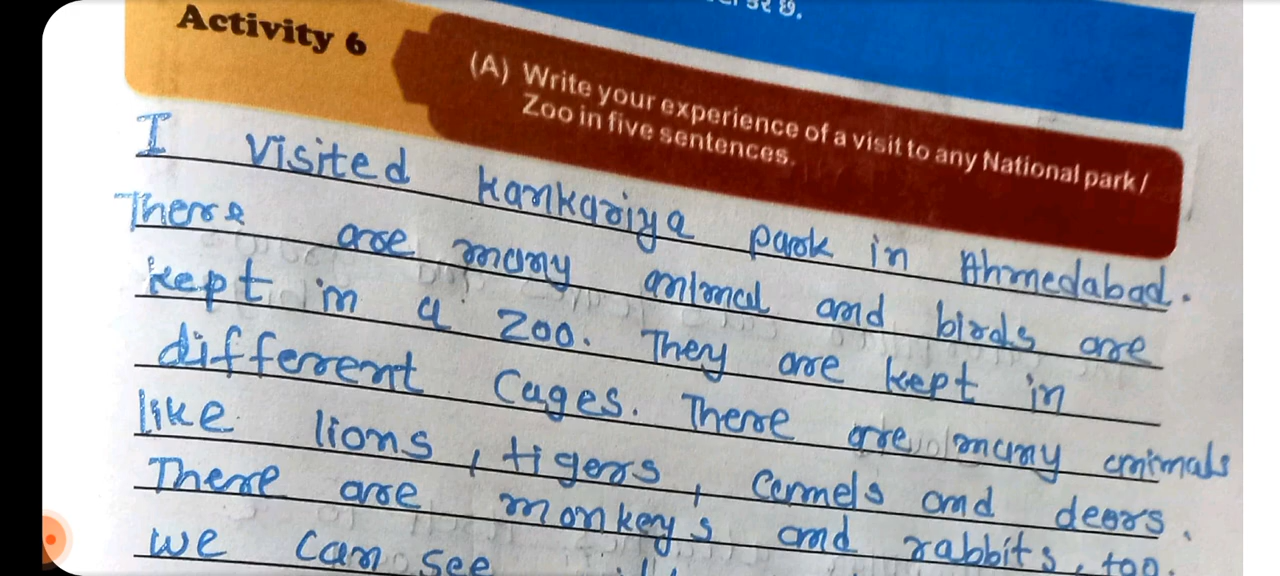 Activity 6
(A) Write your experience of a visit to any National park /
Zoo in five sentences.
I visited kankariya park in Ahmedabad.
There are many animal and birds are
kept in a zoo. They are kept in
different cages. There are many animals
like lions, tigers, camels and deers.
There are monkey's and rabbits, too.
we can see